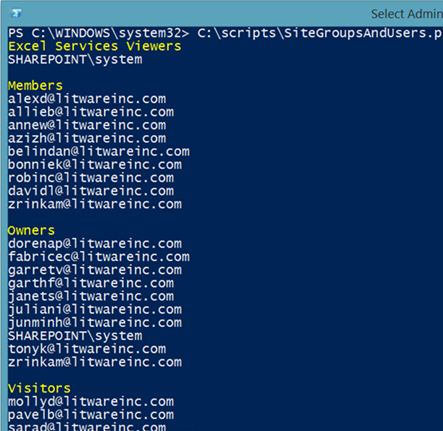 Select Admin
PS C:\WINDOWS\system32> C:\scripts\SiteGroupsAndUsers.p
Excel Services Viewers
SHAREPOINT\system
Members
alexd@litwareinc.com
allieb@litwareinc.com
annew@litwareinc.com
azizh@litwareinc.com
belindan@litwareinc.com
bonniek@litwareinc.com
robinc@litwareinc.com
davidl@litwareinc.com
zrinkam@litwareinc.com
Owners
dorenap@litwareinc.com
fabricec@litwareinc.com
garretv@litwareinc.com
garthf@litwareinc.com
janets@litwareinc.com
juliani@litwareinc.com
junminh@litwareinc.com
SHAREPOINT\system
tonyk@litwareinc.com
zrinkam@litwareinc.com
Visitors
mollyd@litwareinc.com
pavelb@litwareinc.com
sarad@litwareinc.com